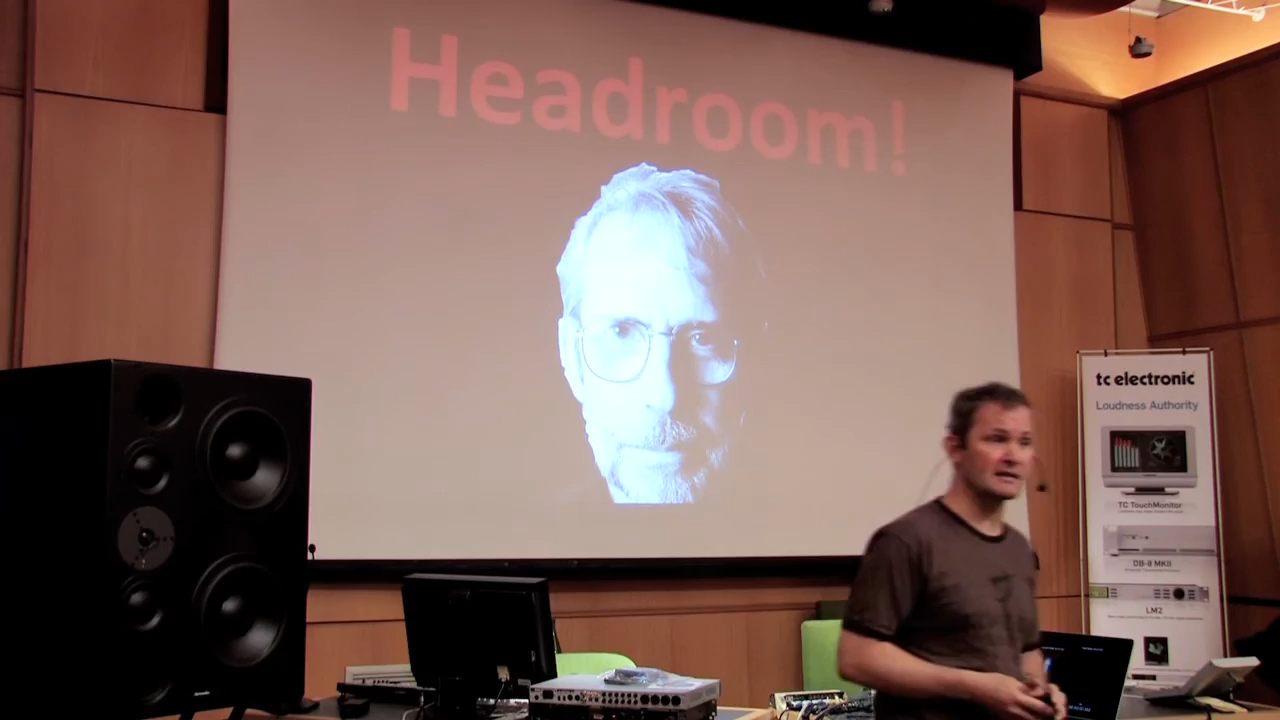 Headroom!
tc electronic
Loudness Authority
TC TouchMonitor
DB-8 MKII
LM2